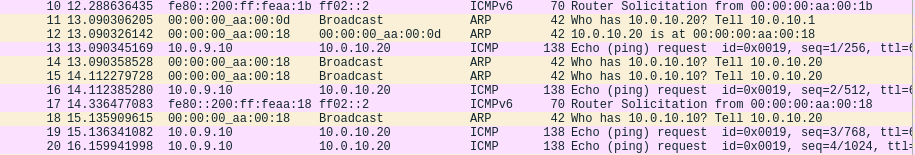 10 12.288636435 fe80::200:ff:feaa:1b ff02::2 ICMPv6 70 Router Solicitation from 00:00:00_aa:00:1b
11 13.090306205 00:00:00_aa:00:0d Broadcast ARP 42 Who has 10.0.10.20? Tell 10.0.10.1
12 13.090326142 00:00:00_aa:00:18 00:00:00_aa:00:0d ARP 42 10.0.10.20 is at 00:00:00:aa:00:18
13 13.090345169 10.0.9.10 10.0.10.20 ICMP 138 Echo (ping) request id=0x0019, seq=1/256, ttl=6
14 13.090358528 00:00:00_aa:00:18 Broadcast ARP 42 Who has 10.0.10.10? Tell 10.0.10.20
15 14.112279728 00:00:00_aa:00:18 Broadcast ARP 42 Who has 10.0.10.10? Tell 10.0.10.20
16 14.112385280 10.0.9.10 10.0.10.20 ICMP 138 Echo (ping) request id=0x0019, seq=2/512, ttl=6
17 14.336477083 fe80::200:ff:feaa:18 ff02::2 ICMPv6 70 Router Solicitation from 00:00:00:aa:00:18
18 15.135909615 00:00:00_aa:00:18 Broadcast ARP 42 Who has 10.0.10.10? Tell 10.0.10.20
19 15.136341082 10.0.9.10 10.0.10.20 ICMP 138 Echo (ping) request id=0x0019, seq=3/768, ttl=6
20 16.159941998 10.0.9.10 10.0.10.20 ICMP 138 Echo (ping) request id=0x0019, seq=4/1024, ttl=